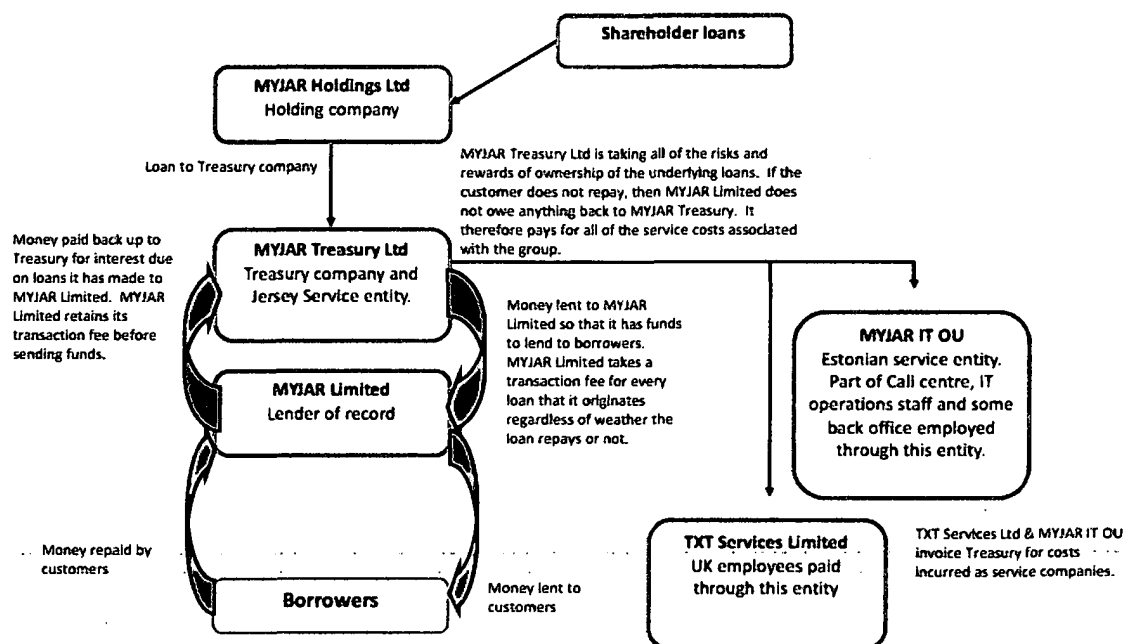 Shareholder loans
MYJAR Holdings Ltd
Holding company
Loan to Treasury company
MYJAR Treasury Ltd is taking all of the risks and
rewards of ownership of the underlying loans. If the
customer does not repay, then MYJAR Limited does
not owe anything back to MYJAR Treasury. It
therefore pays for all of the service costs associated
with the group.
Money paid back up to
Treasury for interest due
on loans it has made to
MYJAR Limited. MYJAR
Limited retains its
transaction fee before
sending funds.
MYJAR Treasury Ltd
Treasury company and
Jersey Service entity.
Money lent to MYJAR
Limited so that it has funds
to lend to borrowers.
MYJAR Limited takes a
transaction fee for every
loan that it originates
regardless of weather the
loan repays or not.
MYJAR IT OU
Estonian service entity.
Part of Call centre, IT
operations staff and some
back office employed
through this entity.
MYJAR Limited
Lender of record
TXT Services Limited
UK employees paid
through this entity
TXT Services Ltd & MYJAR IT OU
invoice Treasury for costs
incurred as service companies.
Money repaid by
customers
Borrowers
Money lent to
customers